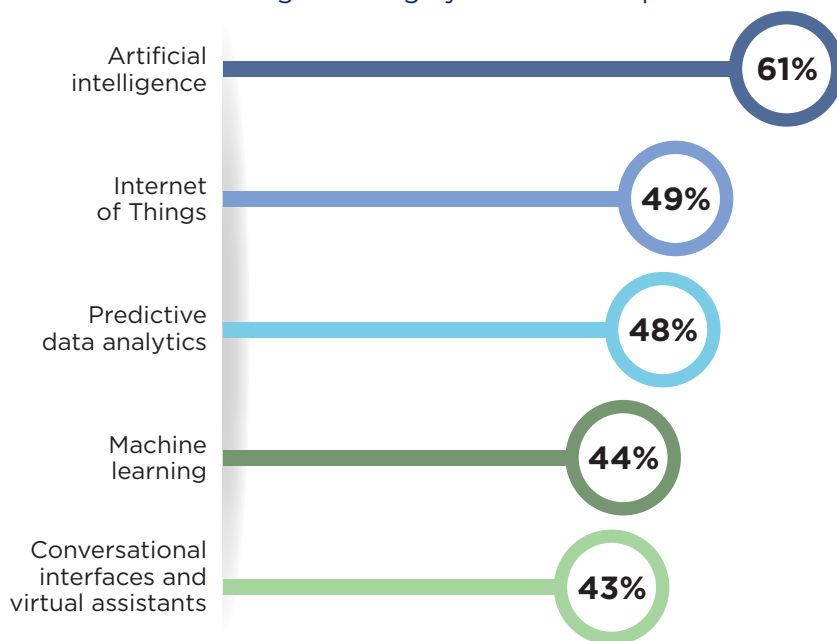 Artificial
intelligence
61%
Internet
of Things
49%
Predictive
data analytics
48%
Machine
learning
44%
Conversational
interfaces and
virtual assistants
43%